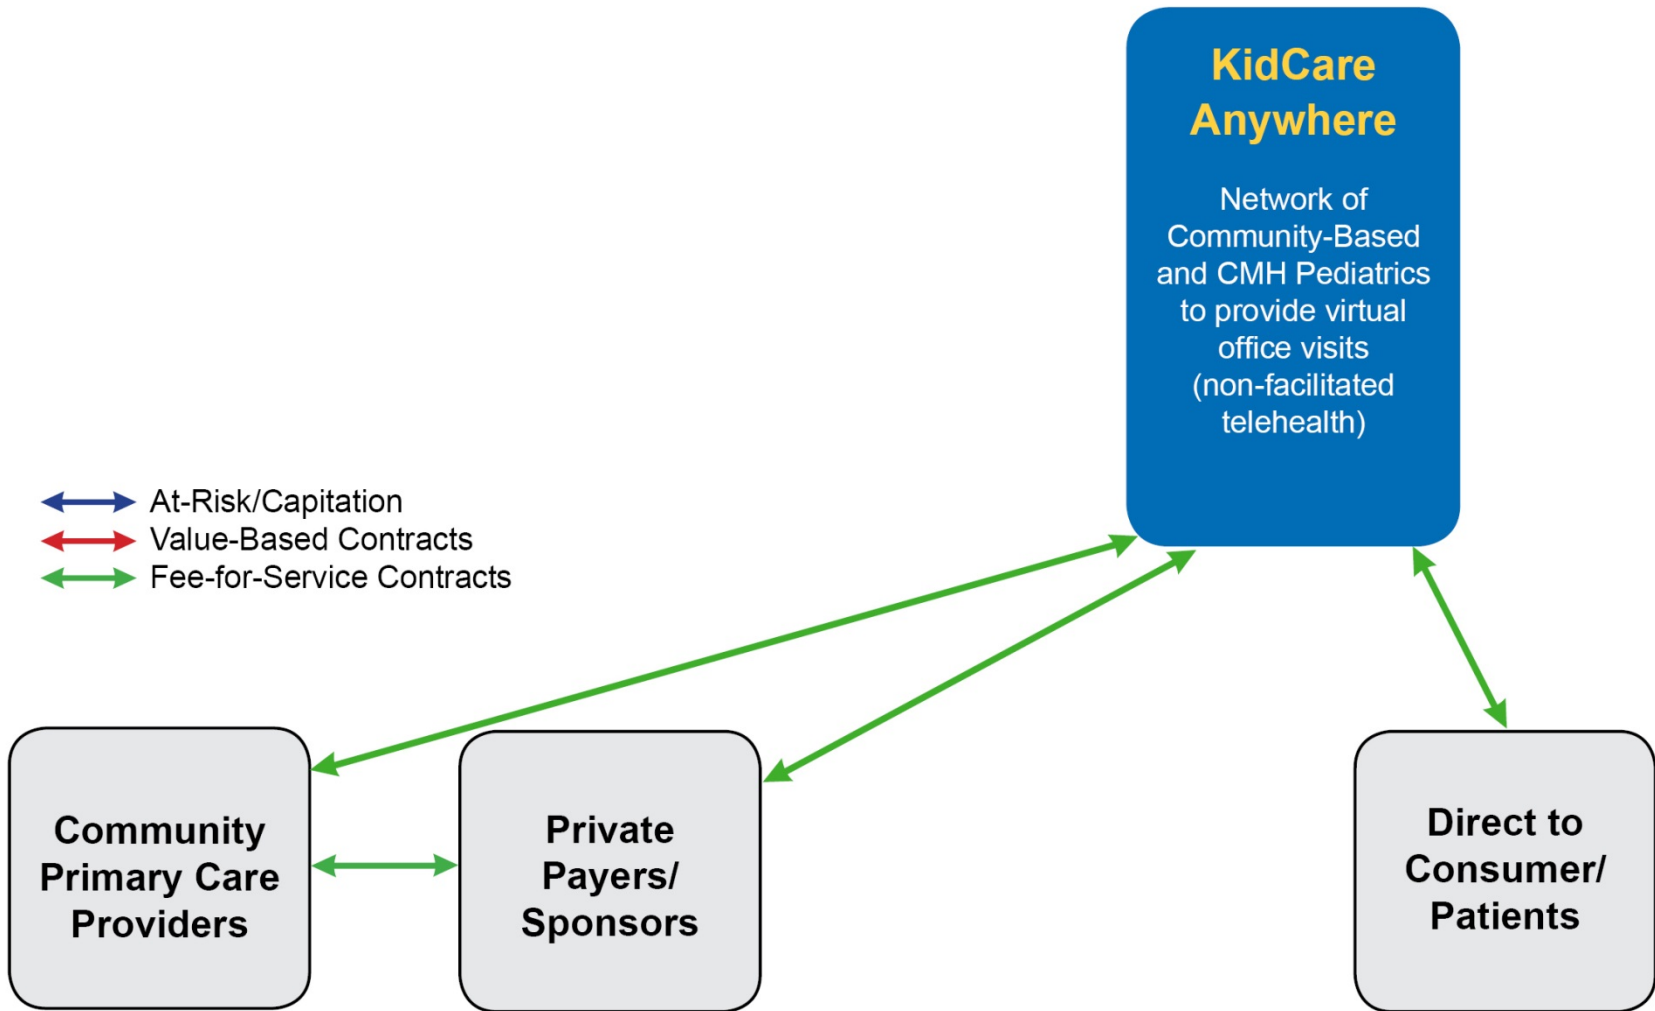 KidCare
Anywhere
Network of
Community-Based
and CMH Pediatrics
to provide virtual
office visits
(non-facilitated
telehealth)
At-Risk/Capitation
Value-Based Contracts
Fee-for-Service Contracts
Community
Primary Care
Providers
Private
Payers/
Sponsors
Direct to
Consumer/
Patients